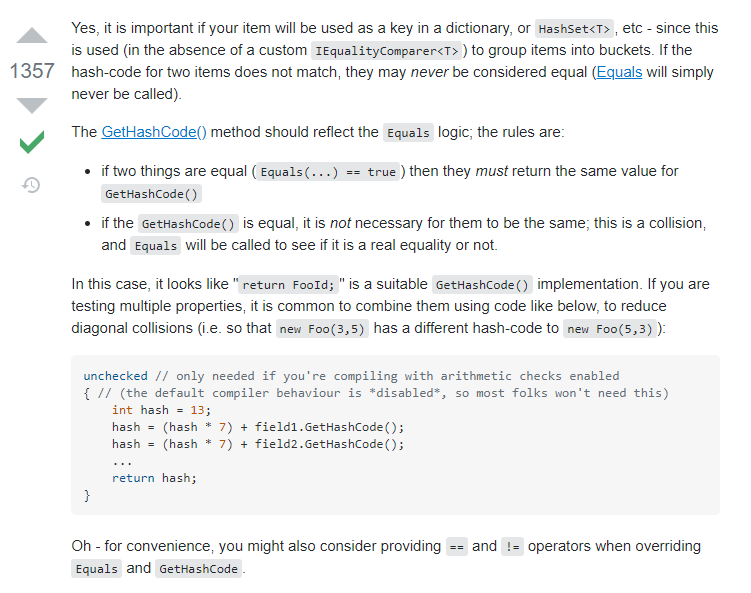 Yes, it is important if your item will be used as a key in a dictionary, or HashSet<T>, etc - since this
1357
is used (in the absence of a custom IEqualityComparer<T>) to group items into buckets. If the
hash-code for two items does not match, they may never be considered equal (Equals will simply
never be called).
The GetHashCode() method should reflect the Equals logic; the rules are:
• if two things are equal (Equals(...) == true) then they must return the same value for
GetHashCode()
• if the GetHashCode() is equal, it is not necessary for them to be the same; this is a collision,
and Equals will be called to see if it is a real equality or not.
In this case, it looks like "return FooId;" is a suitable GetHashCode() implementation. If you are
testing multiple properties, it is common to combine them using code like below, to reduce
diagonal collisions (i.e. so that new Foo(3,5) has a different hash-code to new Foo(5,3)):
unchecked // only needed if you're compiling with arithmetic checks enabled
{ // (the default compiler behaviour is *disabled*, so most folks won't need this)
    int hash = 13;
    hash = (hash * 7) + field1.GetHashCode();
    hash = (hash * 7) + field2.GetHashCode();
    ...
    return hash;
}
Oh - for convenience, you might also consider providing == and != operators when overriding
Equals and GetHashCode.